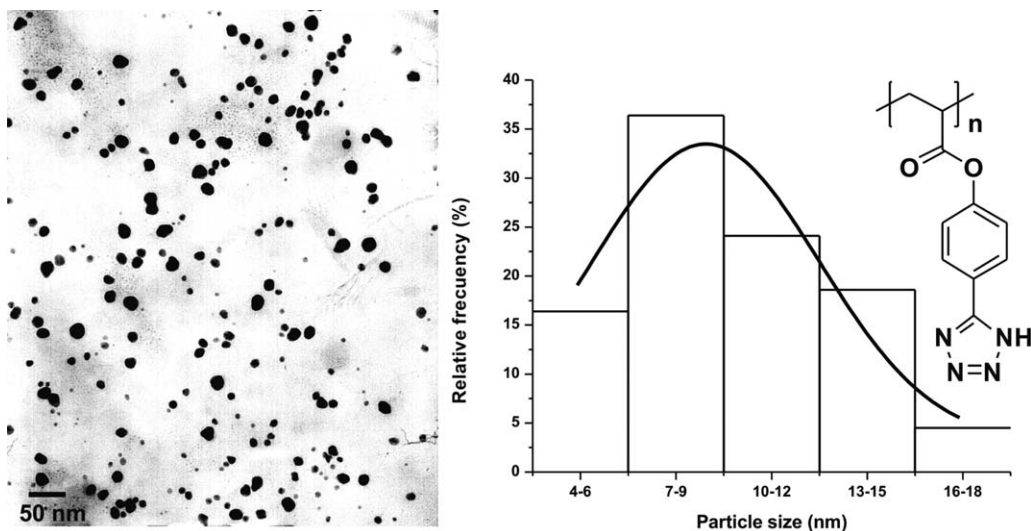 50 nm
Relative frecuency (%)
40
35
30
25
20
15
10
5
0
4-6
7-9
10-12
13-15
16-18
Particle size (nm)
n
O
O
N
NH
N=N